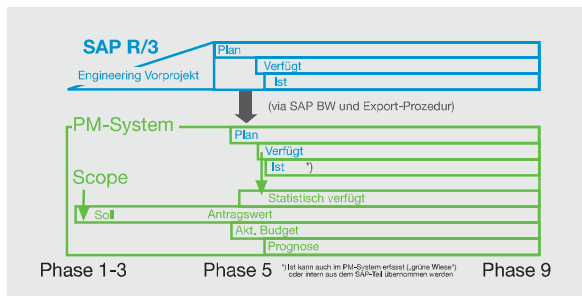 SAP R/3
Plan
Engineering Vorprojekt
Verfügt
Ist
(via SAP BW und Export-Prozedur)
PM-System
Plan
Verfügt
Ist *)
Scope
Statistisch verfügt
Soll Antragswert
Akt. Budget
Prognose
Phase 1-3 Phase 5 Phase 9
*) Ist kann auch im PM-System erfasst („grüne Wiese“)
oder intern aus dem SAP-Teil übernommen werden